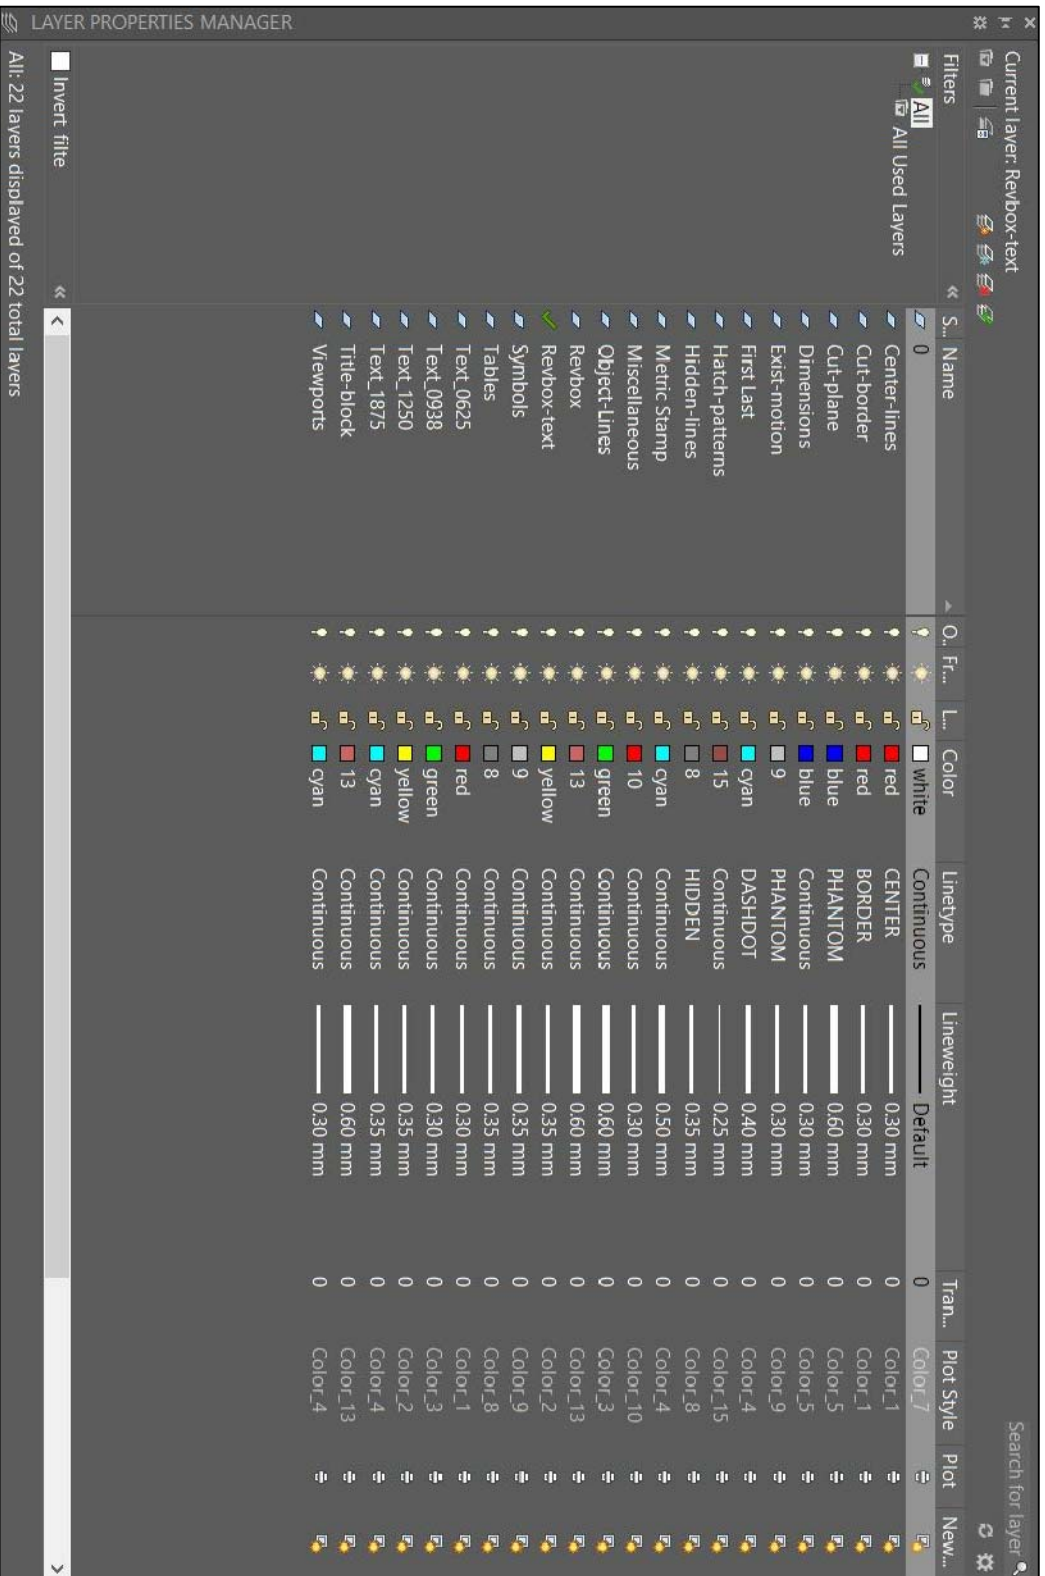 Current layer: Revbox-text
Search for layer
Filters
S.. Name O.. Fr... L... Color Linetype Lineweight Tran... Plot Style Plot New...
All
All Used Layers
0 white Continuous Default 0 Color_7
Center-lines red CENTER 0.30 mm 0 Color_1
Cut-border red BORDER 0.30 mm 0 Color_1
Cut-plane blue PHANTOM 0.60 mm 0 Color_5
Dimensions blue Continuous 0.30 mm 0 Color_5
Exist-motion 9 PHANTOM 0.30 mm 0 Color_9
First Last cyan DASHDOT 0.40 mm 0 Color_4
Hatch-patterns 15 Continuous 0.25 mm 0 Color_15
Hidden-lines 8 HIDDEN 0.35 mm 0 Color_8
Metric Stamp cyan Continuous 0.50 mm 0 Color_4
Miscellaneous 10 Continuous 0.30 mm 0 Color_10
Object-Lines green Continuous 0.60 mm 0 Color_3
Revbox 13 Continuous 0.60 mm 0 Color_13
Revbox-text yellow Continuous 0.35 mm 0 Color_2
Symbols 9 Continuous 0.35 mm 0 Color_9
Tables 8 Continuous 0.35 mm 0 Color_8
Text_0625 red Continuous 0.30 mm 0 Color_1
Text_0938 green Continuous 0.30 mm 0 Color_3
Text_1250 yellow Continuous 0.35 mm 0 Color_2
Text_1875 cyan Continuous 0.35 mm 0 Color_4
Title-block 13 Continuous 0.60 mm 0 Color_13
Viewports cyan Continuous 0.30 mm 0 Color_4
Invert filte
All: 22 layers displayed of 22 total layers
LAYER PROPERTIES MANAGER